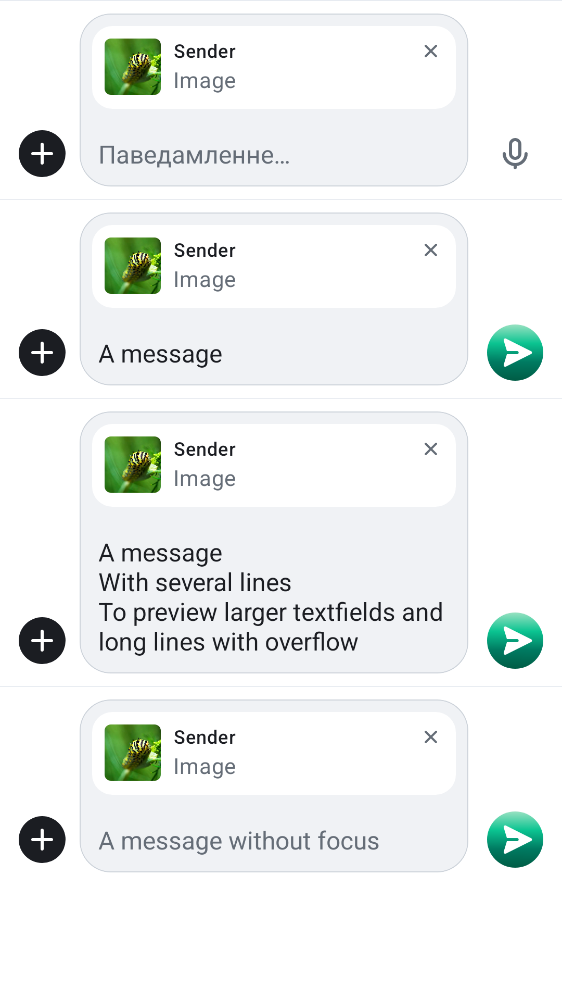 Sender
Image
Паведамленне…
Sender
Image
A message
Sender
Image
A message
With several lines
To preview larger textfields and
long lines with overflow
Sender
Image
A message without focus